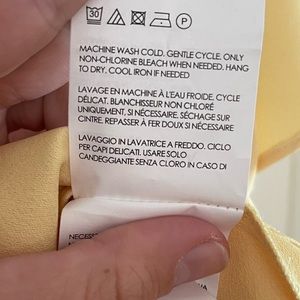 30 P
MACHINE WASH COLD. GENTLE CYCLE. ONLY
NON-CHLORINE BLEACH WHEN NEEDED. HANG
TO DRY. COOL IRON IF NEEDED
LAVAGE EN MACHINE À L'EAU FROIDE. CYCLE
DÉLICAT. BLANCHISSEUR NON CHLORÉ
UNIQUEMENT, SI NÉCESSAIRE. SÉCHAGE SUR
CINTRE. REPASSER À FER DOUX SI NÉCESSAIRE
LAVAGGIO IN LAVATRICE A FREDDO. CICLO
PER CAPI DELICATI. USARE SOLO
CANDEGGIANTE SENZA CLORO IN CASO DI